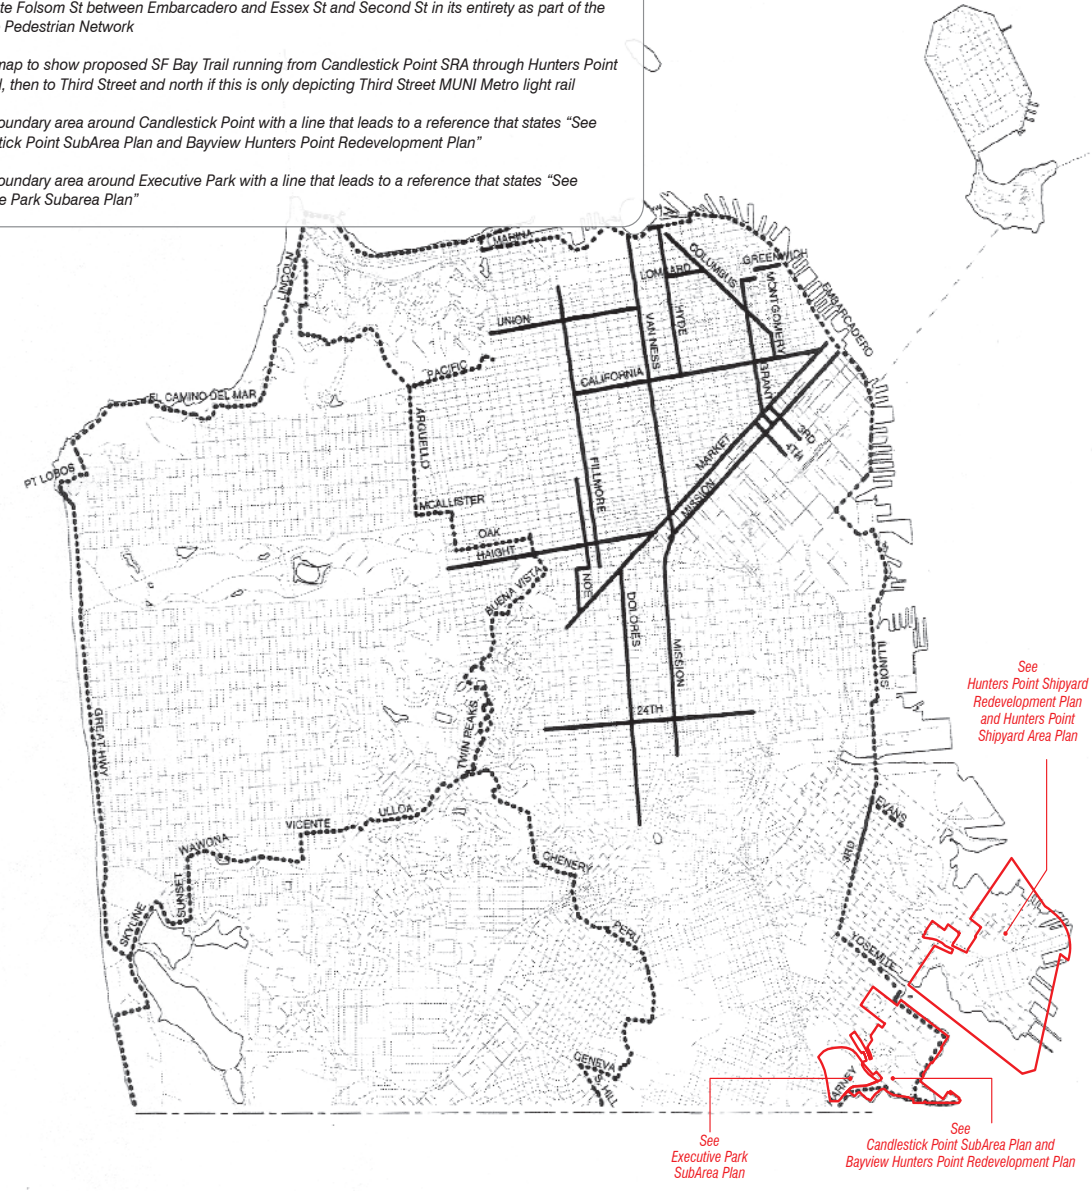 te Folsom St between Embarcadero and Essex St and Second St in its entirety as part of the
Pedestrian Network
map to show proposed SF Bay Trail running from Candlestick Point SRA through Hunters Point
, then to Third Street and north if this is only depicting Third Street MUNI Metro light rail
oundary area around Candlestick Point with a line that leads to a reference that states “See
tick Point SubArea Plan and Bayview Hunters Point Redevelopment Plan”
oundary area around Executive Park with a line that leads to a reference that states “See
e Park Subarea Plan”
MARINA
LINCOLN
LOMBARD
COLUMBUS
GREENWICH
MONTGOMERY
EMBARCADERO
UNION
VAN NESS
HYDE
PACIFIC
CALIFORNIA
GRANT
EL CAMINO DEL MAR
ARGUELLO
3RD
4TH
MARKET
PT LOBOS
FILLMORE
MISSION
MCALLISTER
OAK
HAIGHT
BUENA VISTA
NOE
DOLORES
MISSION
ILLINOIS
24TH
GREAT HWY
TWIN PEAKS
See
Hunters Point Shipyard
Redevelopment Plan
and Hunters Point
Shipyard Area Plan
ULLOA
VICENTE
WAWONA
EVANS
3RD
CHENERY
SUNSET
SKYLINE
PERU
YOSEMITE
GENEVA
HILL
See
Executive Park
SubArea Plan
See
Candlestick Point SubArea Plan and
Bayview Hunters Point Redevelopment Plan